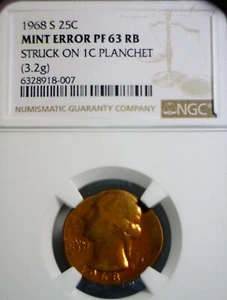 1968 S 25C
MINT ERROR PF 63 RB
STRUCK ON 1C PLANCHET
(3.2g)
6328918-007
NUMISMATIC GUARANTY COMPANY
NGC